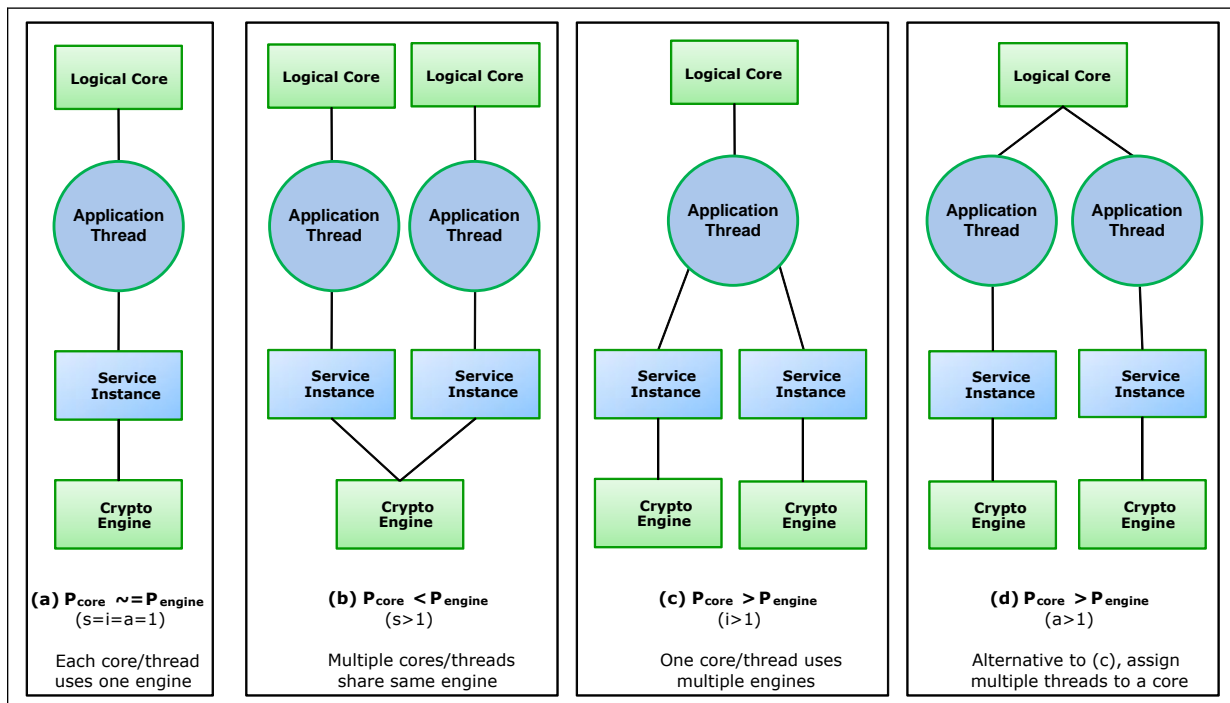 Logical Core
Application
Thread
Service
Instance
Crypto
Engine
(a) Pcore ~=Pengine
(s=i=a=1)
Each core/thread
uses one engine
Logical Core
Logical Core
Application
Thread
Application
Thread
Service
Instance
Service
Instance
Crypto
Engine
(b) Pcore < Pengine
(s>1)
Multiple cores/threads
share same engine
Logical Core
Application
Thread
Service
Instance
Service
Instance
Crypto
Engine
Crypto
Engine
(c) Pcore > Pengine
(i>1)
One core/thread uses
multiple engines
Logical Core
Application
Thread
Application
Thread
Service
Instance
Service
Instance
Crypto
Engine
Crypto
Engine
(d) Pcore > Pengine
(a>1)
Alternative to (c), assign
multiple threads to a core